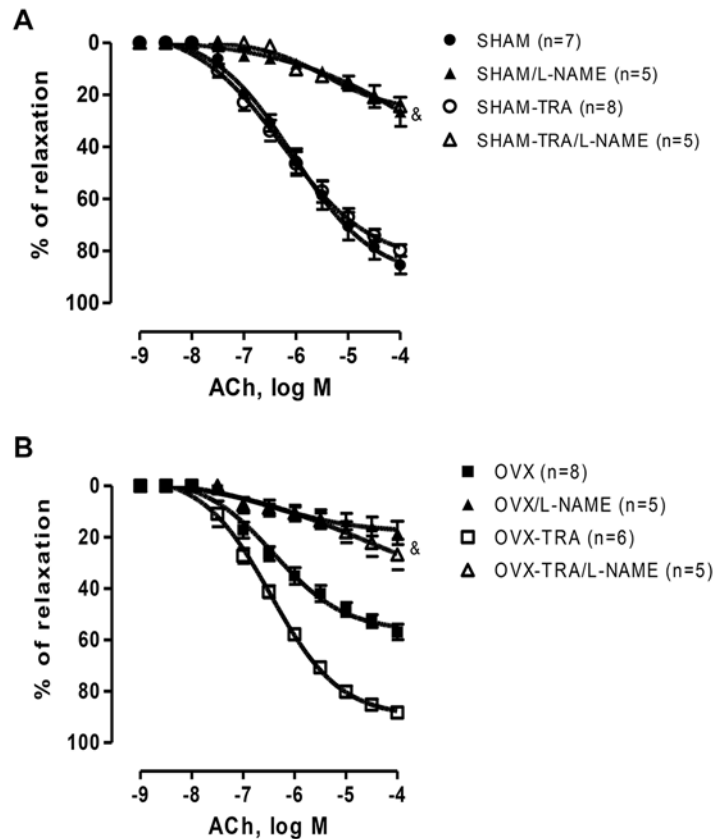 A
0
20
40
60
80
100
% of relaxation
-9 -8 -7 -6 -5 -4
ACh, log M
&
SHAM (n=7)
SHAM/L-NAME (n=5)
SHAM-TRA (n=8)
SHAM-TRA/L-NAME (n=5)
B
0
20
40
60
80
100
% of relaxation
-9 -8 -7 -6 -5 -4
ACh, log M
&
OVX (n=8)
OVX/L-NAME (n=5)
OVX-TRA (n=6)
OVX-TRA/L-NAME (n=5)